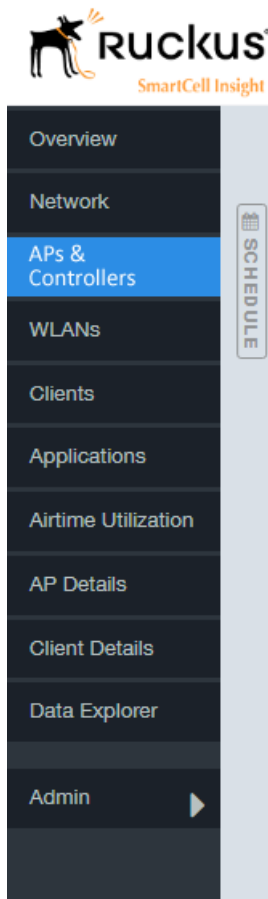 RUCKUS
SmartCell Insight
Overview
Network
APs &
Controllers
WLANs
Clients
Applications
Airtime Utilization
AP Details
Client Details
Data Explorer
Admin
SCHEDULE